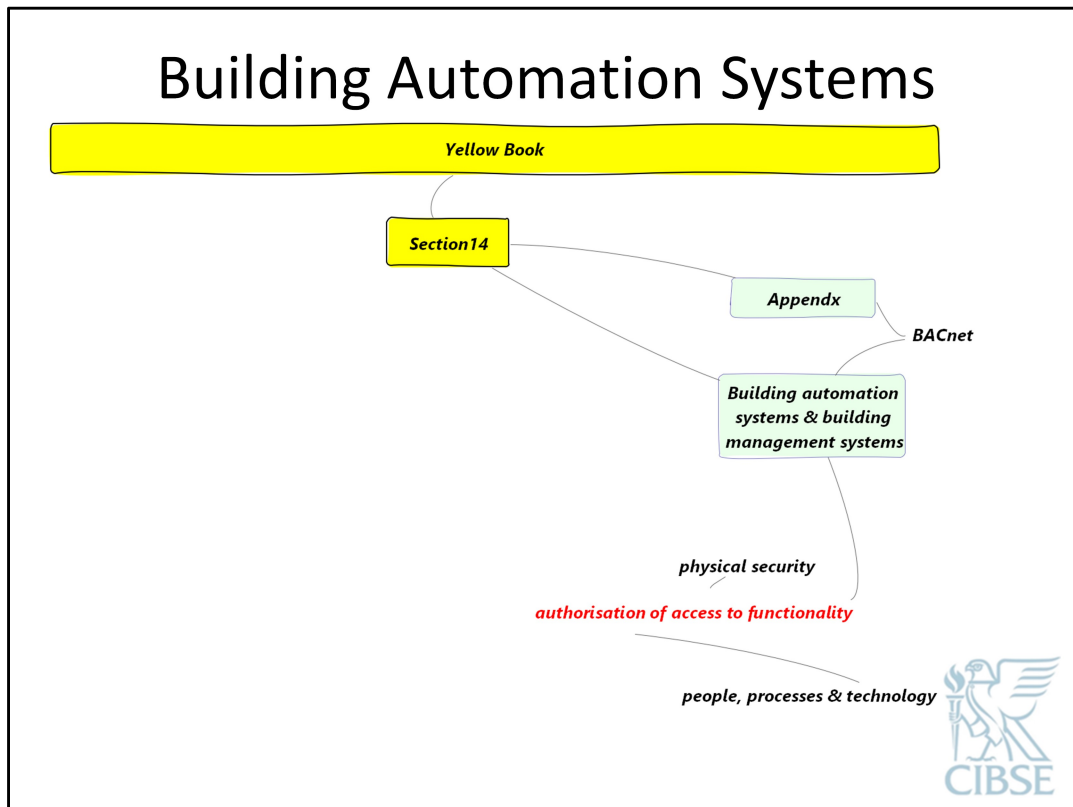 Building Automation Systems
Yellow Book
Section14
Appendx
BACnet
Building automation
systems & building
management systems
physical security
authorisation of access to functionality
people, processes & technology
CIBSE